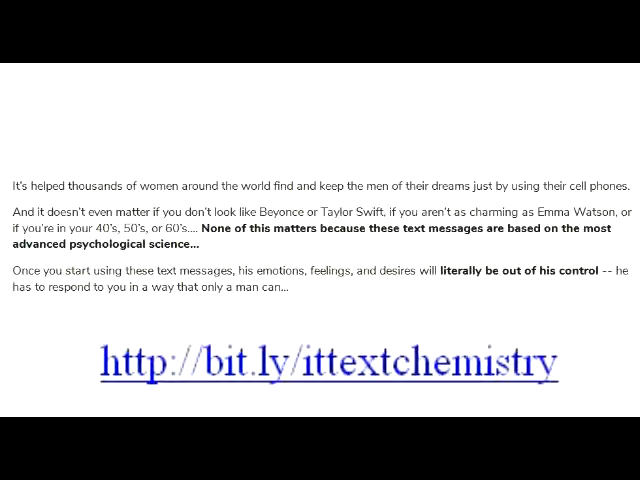 It's helped thousands of women around the world find and keep the men of their dreams just by using their cell phones.
And it doesn't even matter if you don't look like Beyonce or Taylor Swift, if you aren't as charming as Emma Watson, or
if you're in your 40's, 50's, or 60's.... None of this matters because these text messages are based on the most
advanced psychological science...
Once you start using these text messages, his emotions, feelings, and desires will literally be out of his control -- he
has to respond to you in a way that only a man can...
http://bit.ly/ittextchemistry